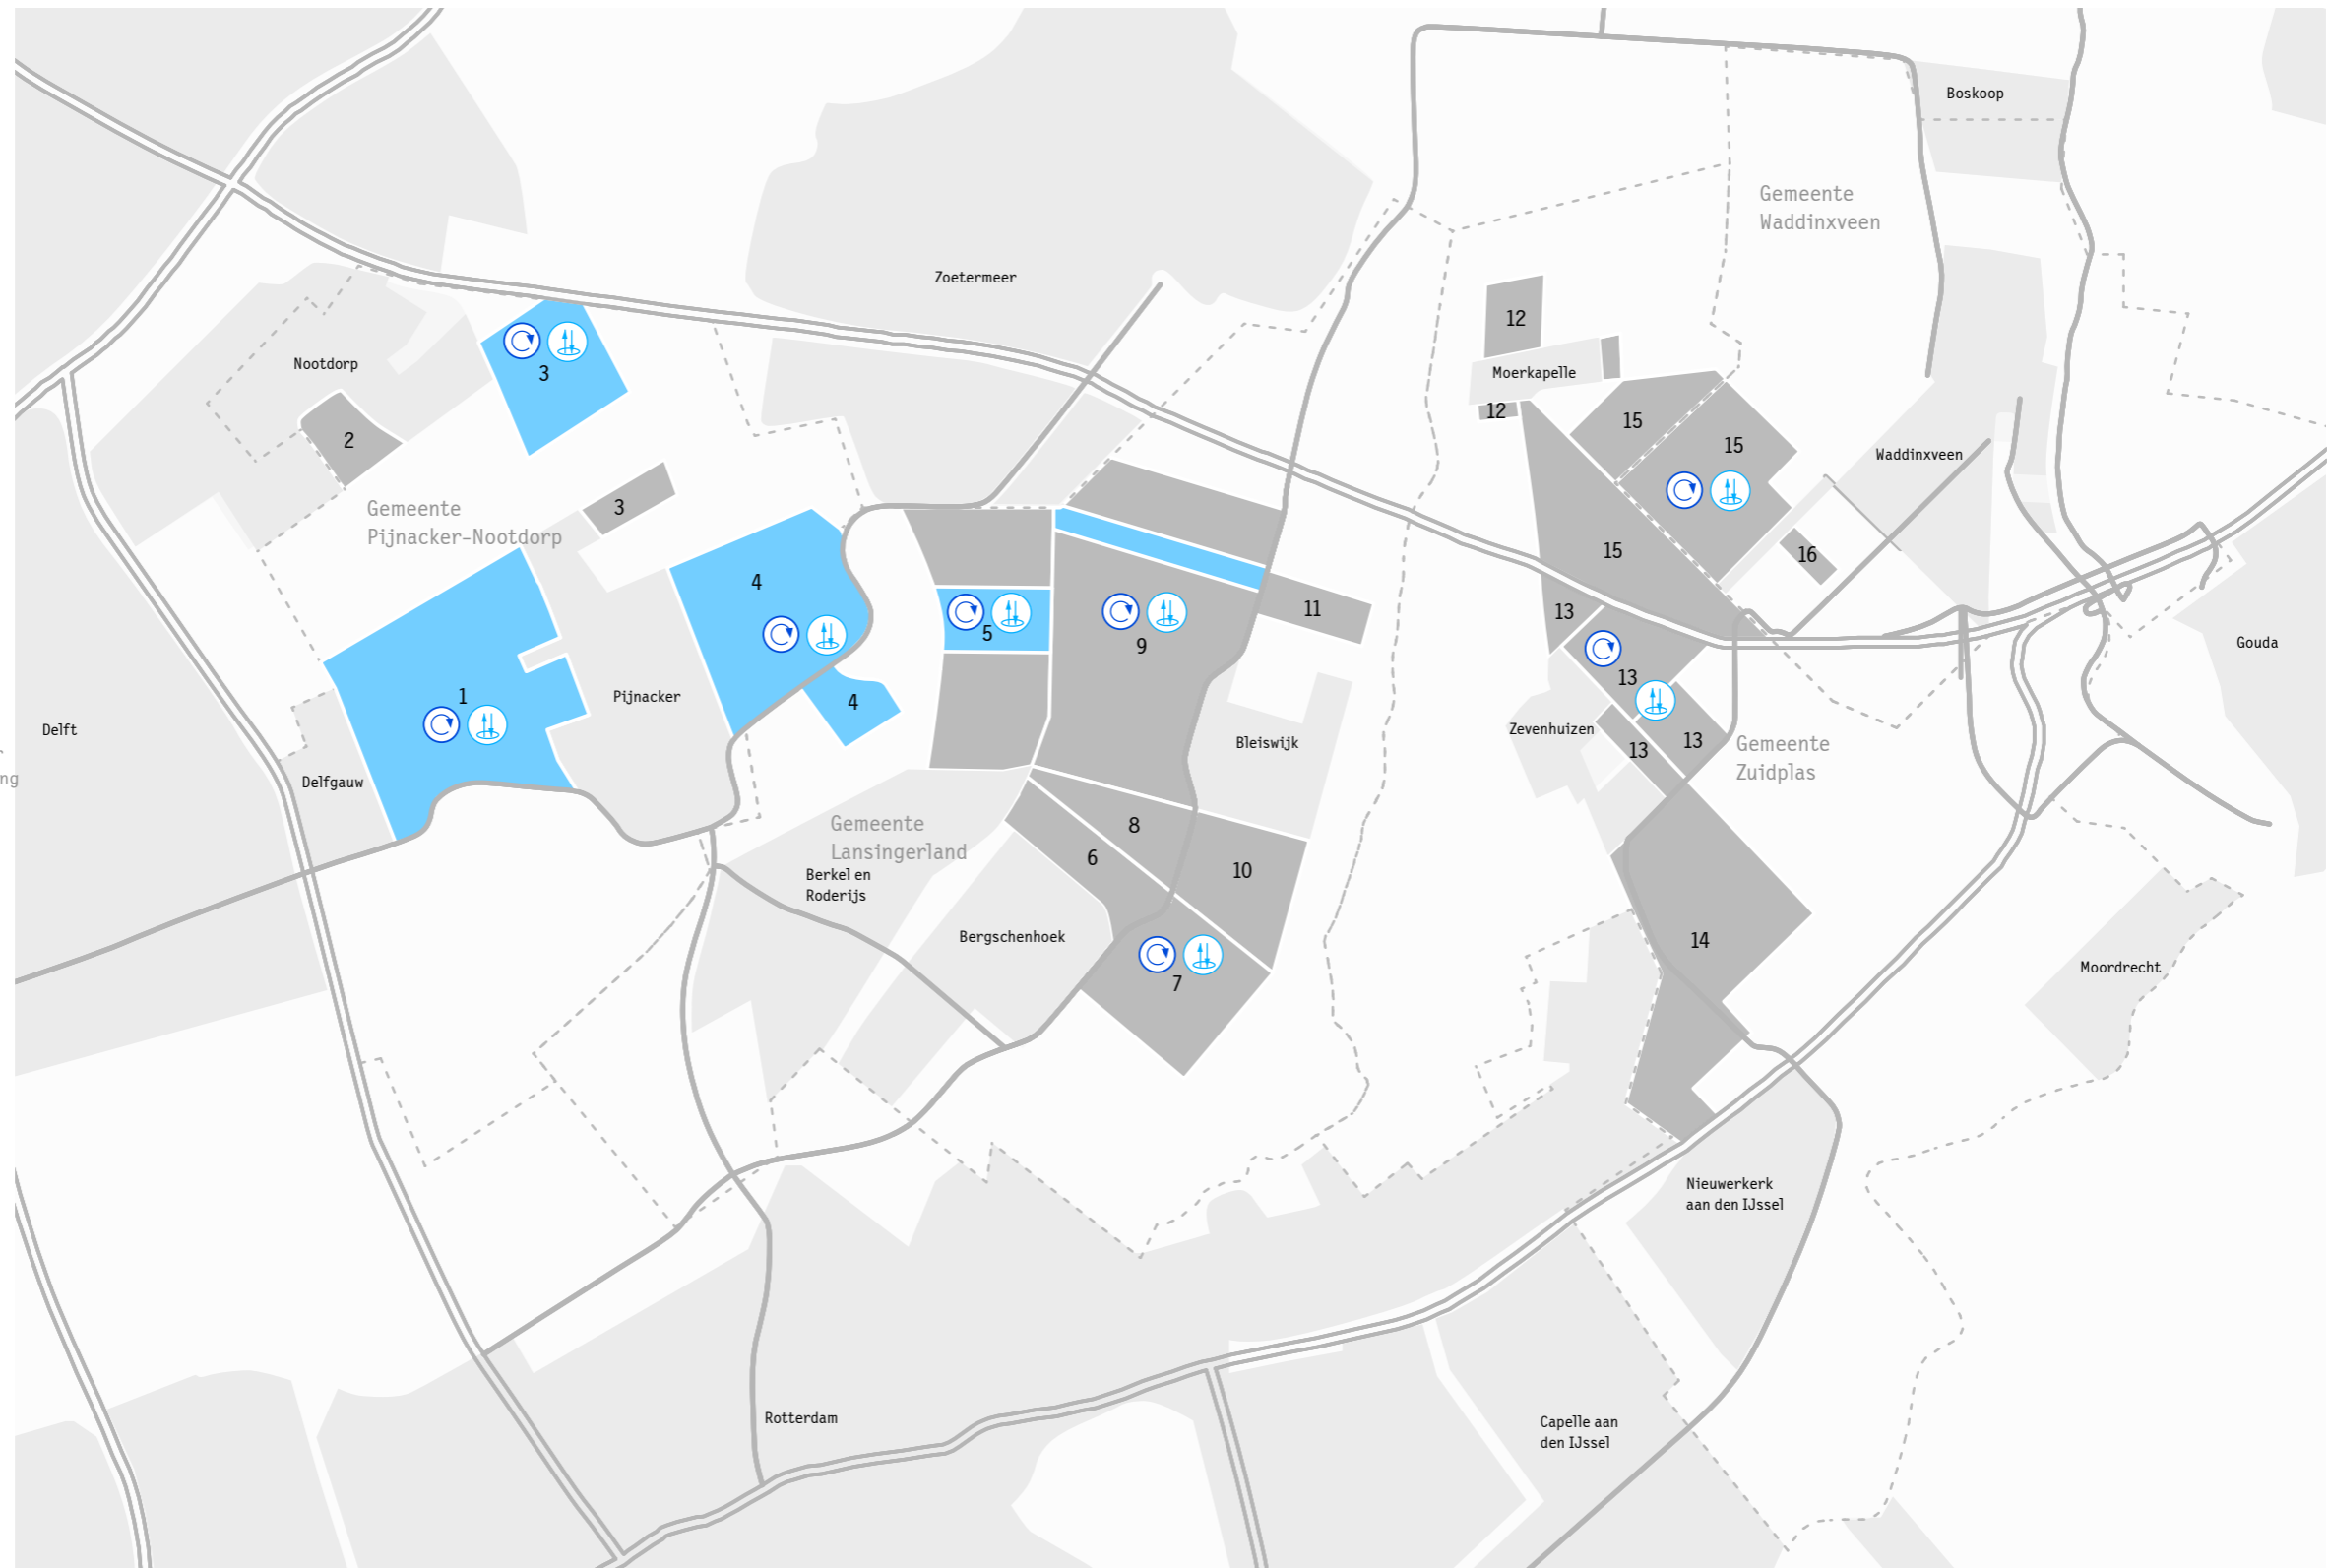 Boskoop
Gemeente
Waddinxveen
Zoetermeer
12
Nootdorp
3
Moerkapelle
12
15
2
15
Waddinxveen
3
Gemeente
Pijnacker-Nootdorp
15
16
4
11
13
5
9
Gouda
13
1
Pijnacker
4
Delft
Zevenhuizen
13
13
Bleiswijk
Gemeente
Zuidplas
ng
Delfgauw
Gemeente
Lansingerland
8
6
10
Berkel en
Roderijs
Bergschenhoek
14
7
Moordrecht
Nieuwerkerk
aan den IJssel
Rotterdam
Capelle aan
den IJssel